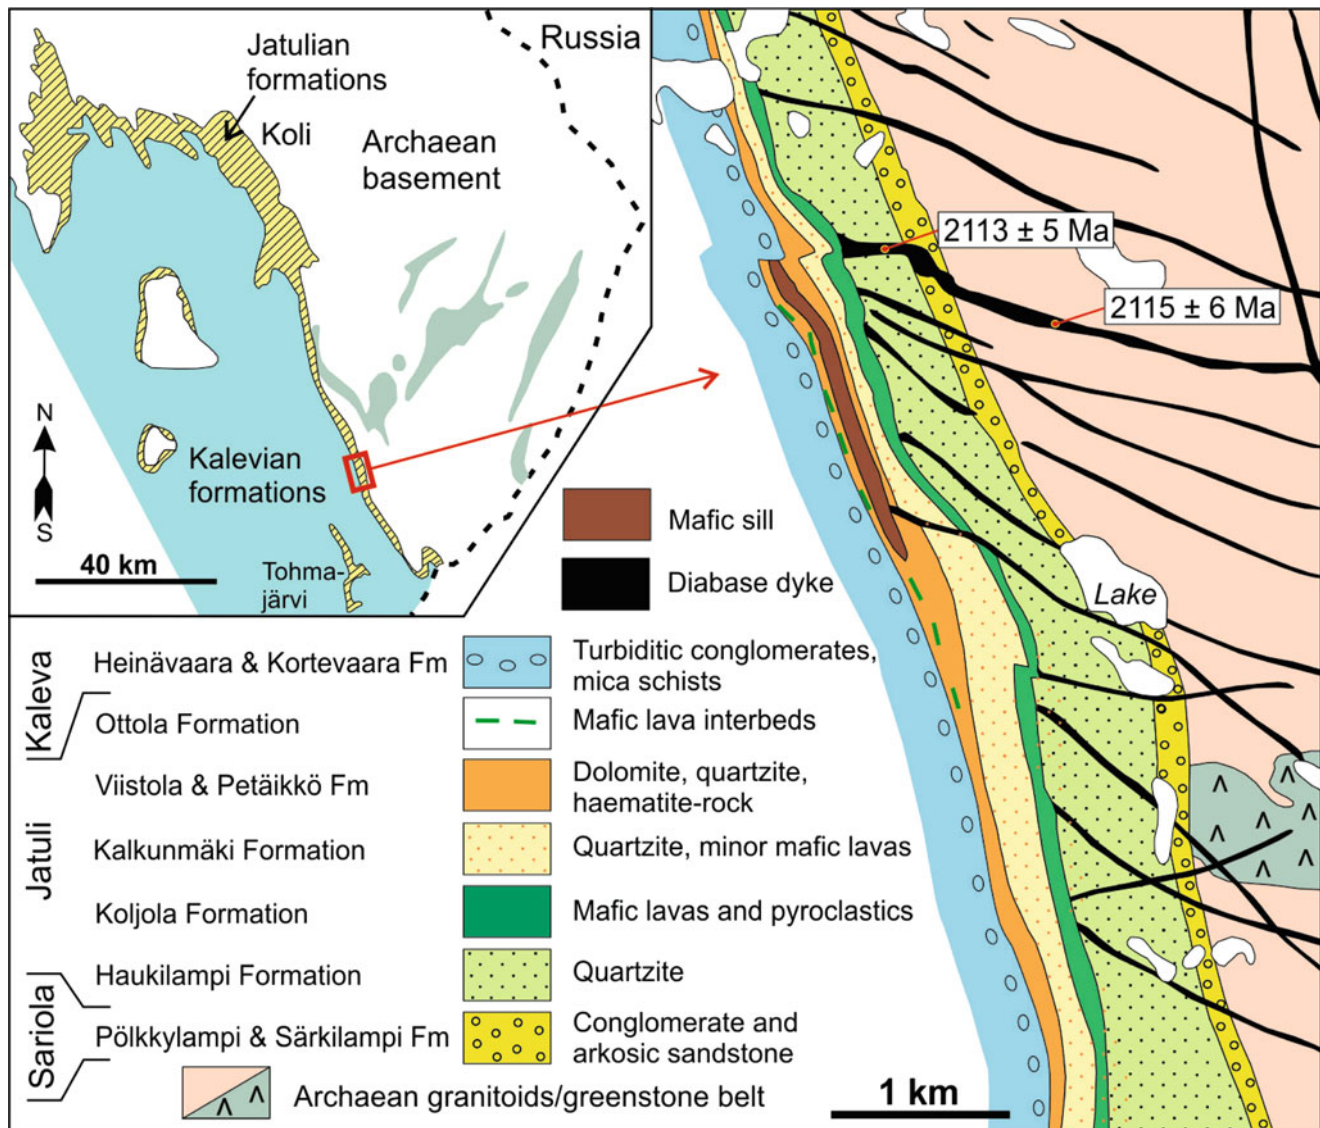 Jatulian
formations
Koli
Russia
Archaean
basement
N
S
Kalevian
formations
40 km
Tohma-
järvi
Mafic sill
Diabase dyke
2113 ± 5 Ma
2115 ± 6 Ma
Lake
Kaleva
Heinävaara & Kortevaara Fm
Turbiditic conglomerates,
mica schists
Ottola Formation
Mafic lava interbeds
Jatuli
Viistola & Petäikkö Fm
Dolomite, quartzite,
haematite-rock
Kalkunmäki Formation
Quartzite, minor mafic lavas
Koljola Formation
Mafic lavas and pyroclastics
Haukilampi Formation
Quartzite
Sariola
Pölkkylampi & Särkilampi Fm
Conglomerate and
arkosic sandstone
Archaean granitoids/greenstone belt
1 km